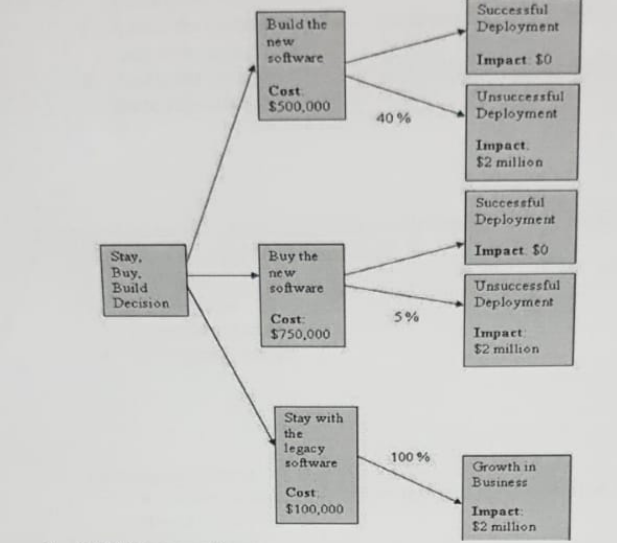 Build the
new
software
Cost:
$500,000
Successful
Deployment
Impact: $0
40 %
Unsuccessful
Deployment
Impact:
$2 million
Stay,
Buy,
Build
Decision
Buy the
new
software
Cost:
$750,000
Successful
Deployment
Impact: $0
5 %
Unsuccessful
Deployment
Impact:
$2 million
Stay with
the
legacy
software
Cost:
$100,000
100 %
Growth in
Business
Impact:
$2 million